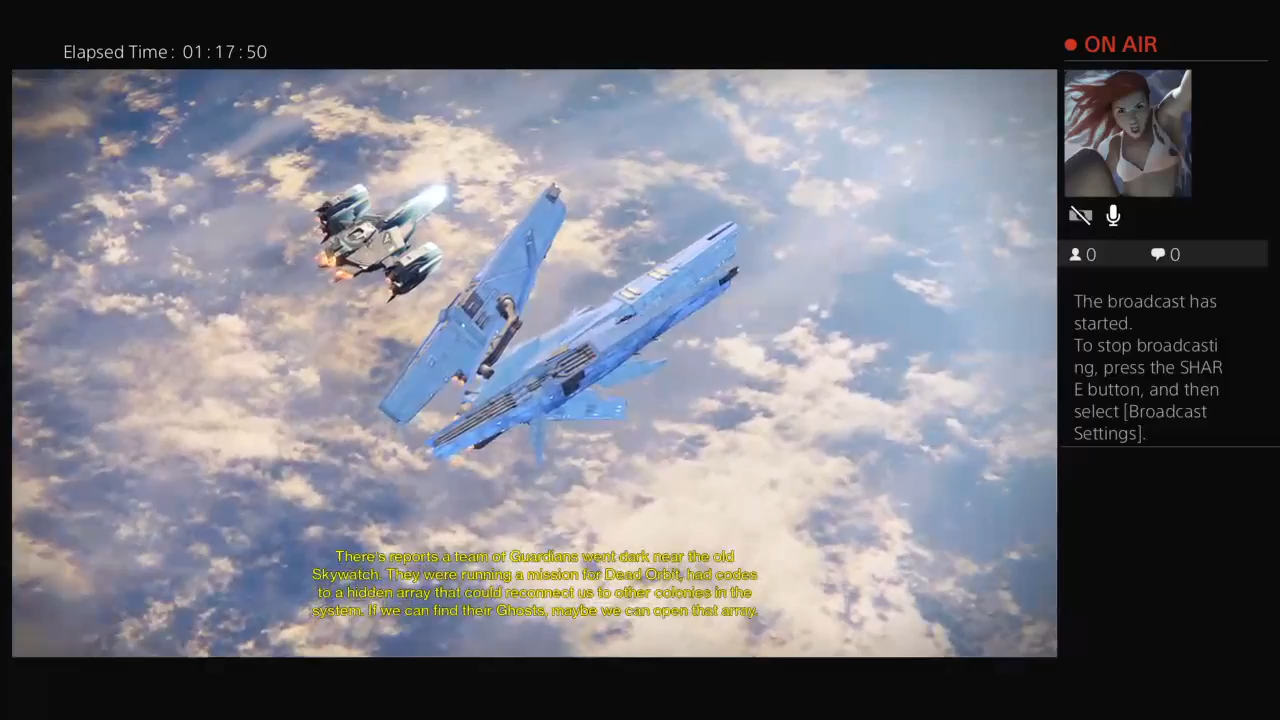 Elapsed Time: 01:17:50
ON AIR
0 0
The broadcast has
started.
To stop broadcasti
ng, press the SHAR
E button, and then
select [Broadcast
Settings].
There's reports a team of Guardians went dark near the old
Skywatch. They were running a mission for Dead Orbit, had codes
to a hidden array that could reconnect us to other colonies in the
system. If we can find their Ghosts, maybe we can open that array.